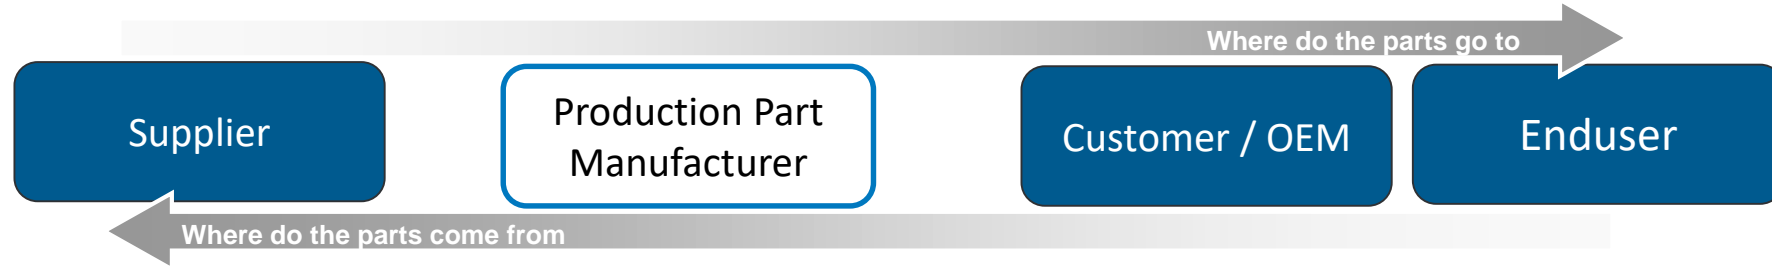 Where do the parts go to
Supplier
Production Part
Manufacturer
Customer / OEM
Enduser
Where do the parts come from